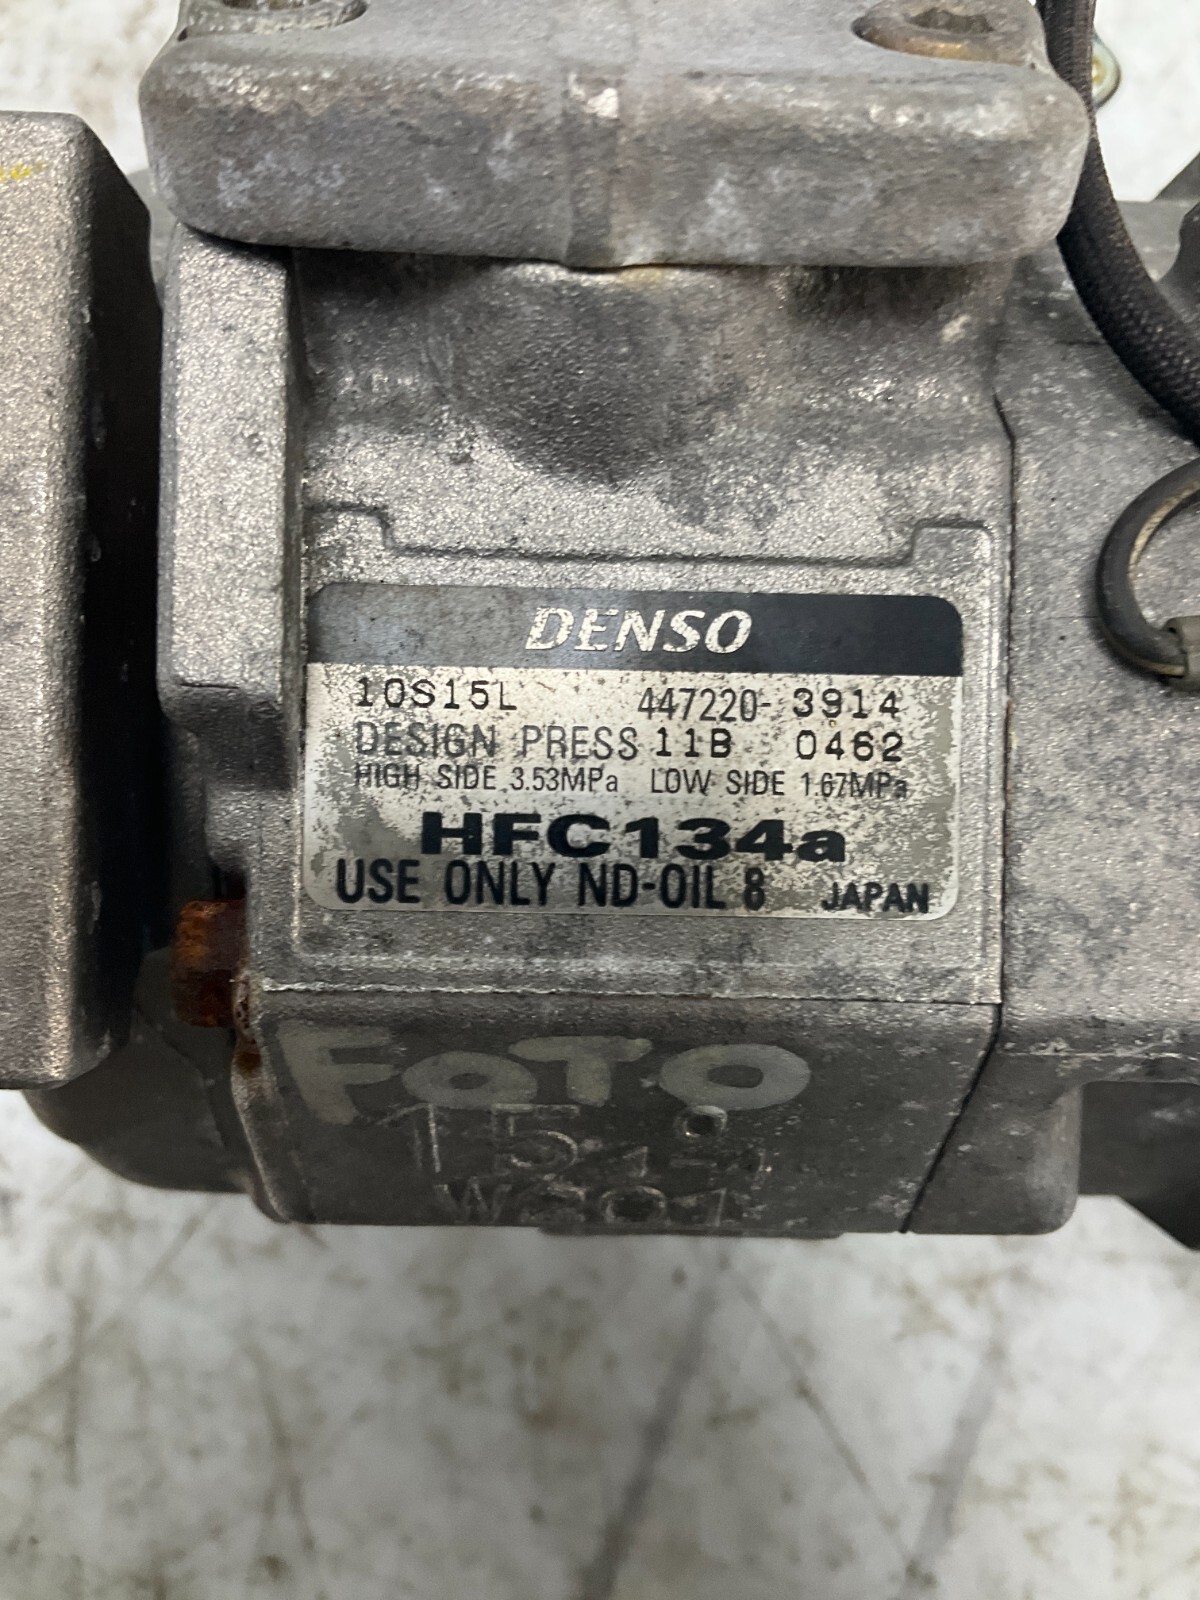 DENSO
10S15L 447220-3914
DESIGN PRESS 11B 0462
HIGH SIDE 3.53MPa LOW SIDE 1.67MPa
HFC134a
USE ONLY ND-OIL 8 JAPAN
FOTO